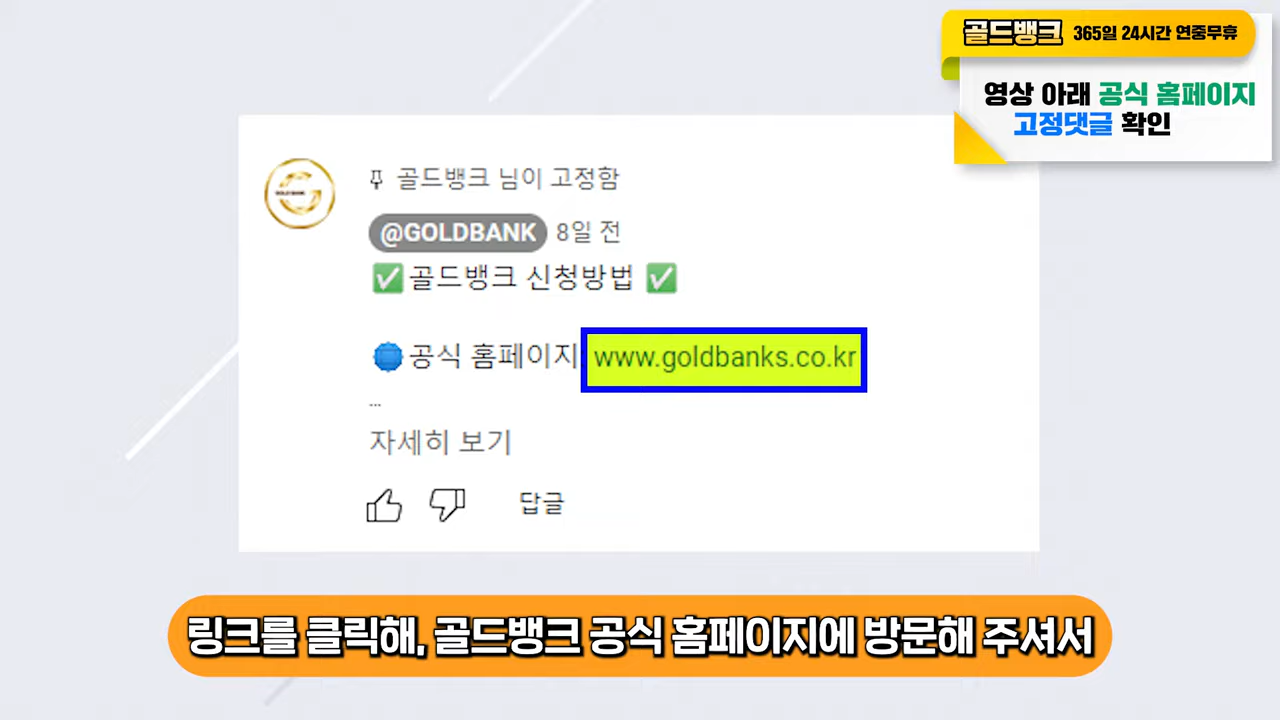 골드뱅크 365일 24시간 연중무휴
영상 아래 공식 홈페이지
고정댓글 확인
골드뱅크 님이 고정함
GOLD BANK
@GOLDBANK 8일 전
✅골드뱅크 신청방법 ✅
공식 홈페이지 www.goldbanks.co.kr
...
자세히 보기
답글
링크를 클릭해, 골드뱅크 공식 홈페이지에 방문해 주셔서